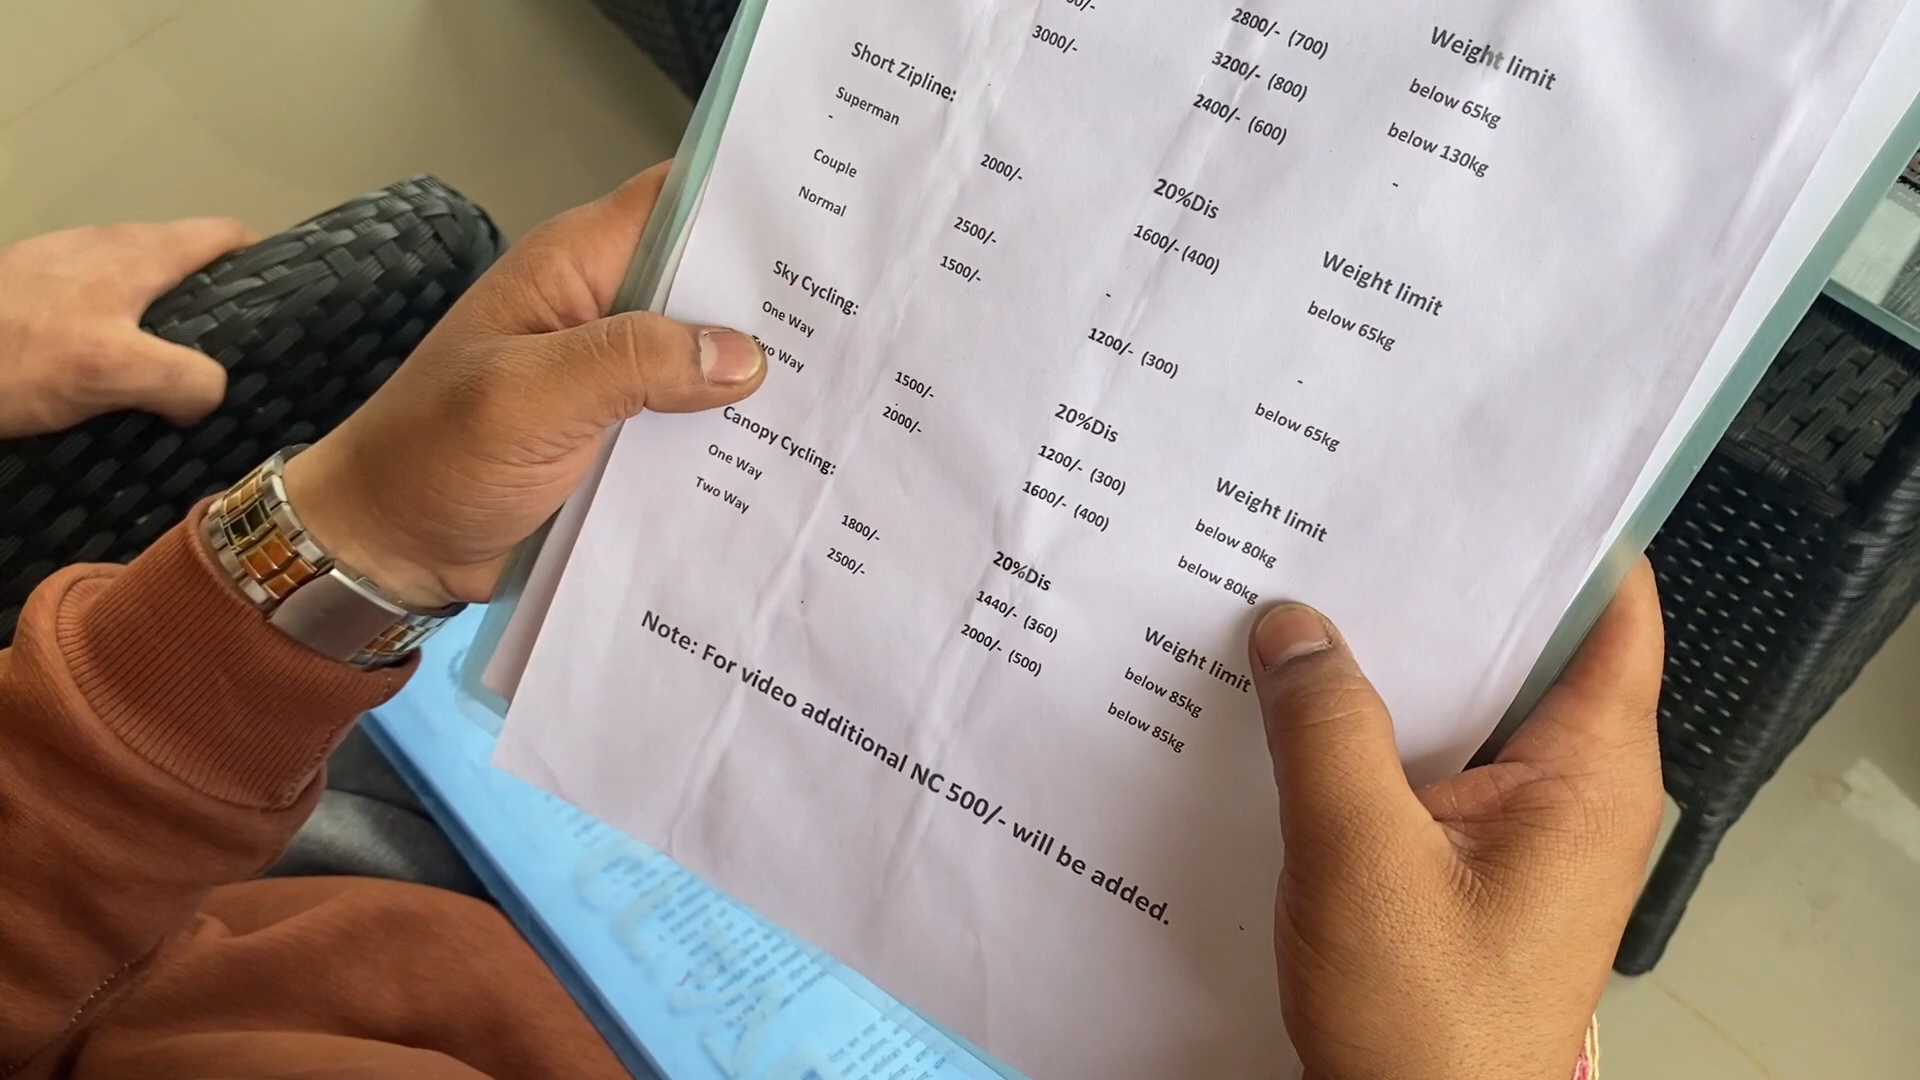 3000/-
2800/- (700)
3200/- (800)
2400/- (600)
Weight limit
below 65kg
below 130kg
-
Short Zipline: 20%Dis Weight limit
Superman 2000/- 1600/- (400) below 65kg
-
Couple 2500/- - -
Normal 1500/- 1200/- (300) below 65kg
Sky Cycling: 20%Dis Weight limit
One Way 1500/- 1200/- (300) below 80kg
Two Way 2000/- 1600/- (400) below 80kg
Canopy Cycling: 20%Dis Weight limit
One Way 1800/- 1440/- (360) below 85kg
Two Way 2500/- 2000/- (500) below 85kg
Note: For video additional NC 500/- will be added.